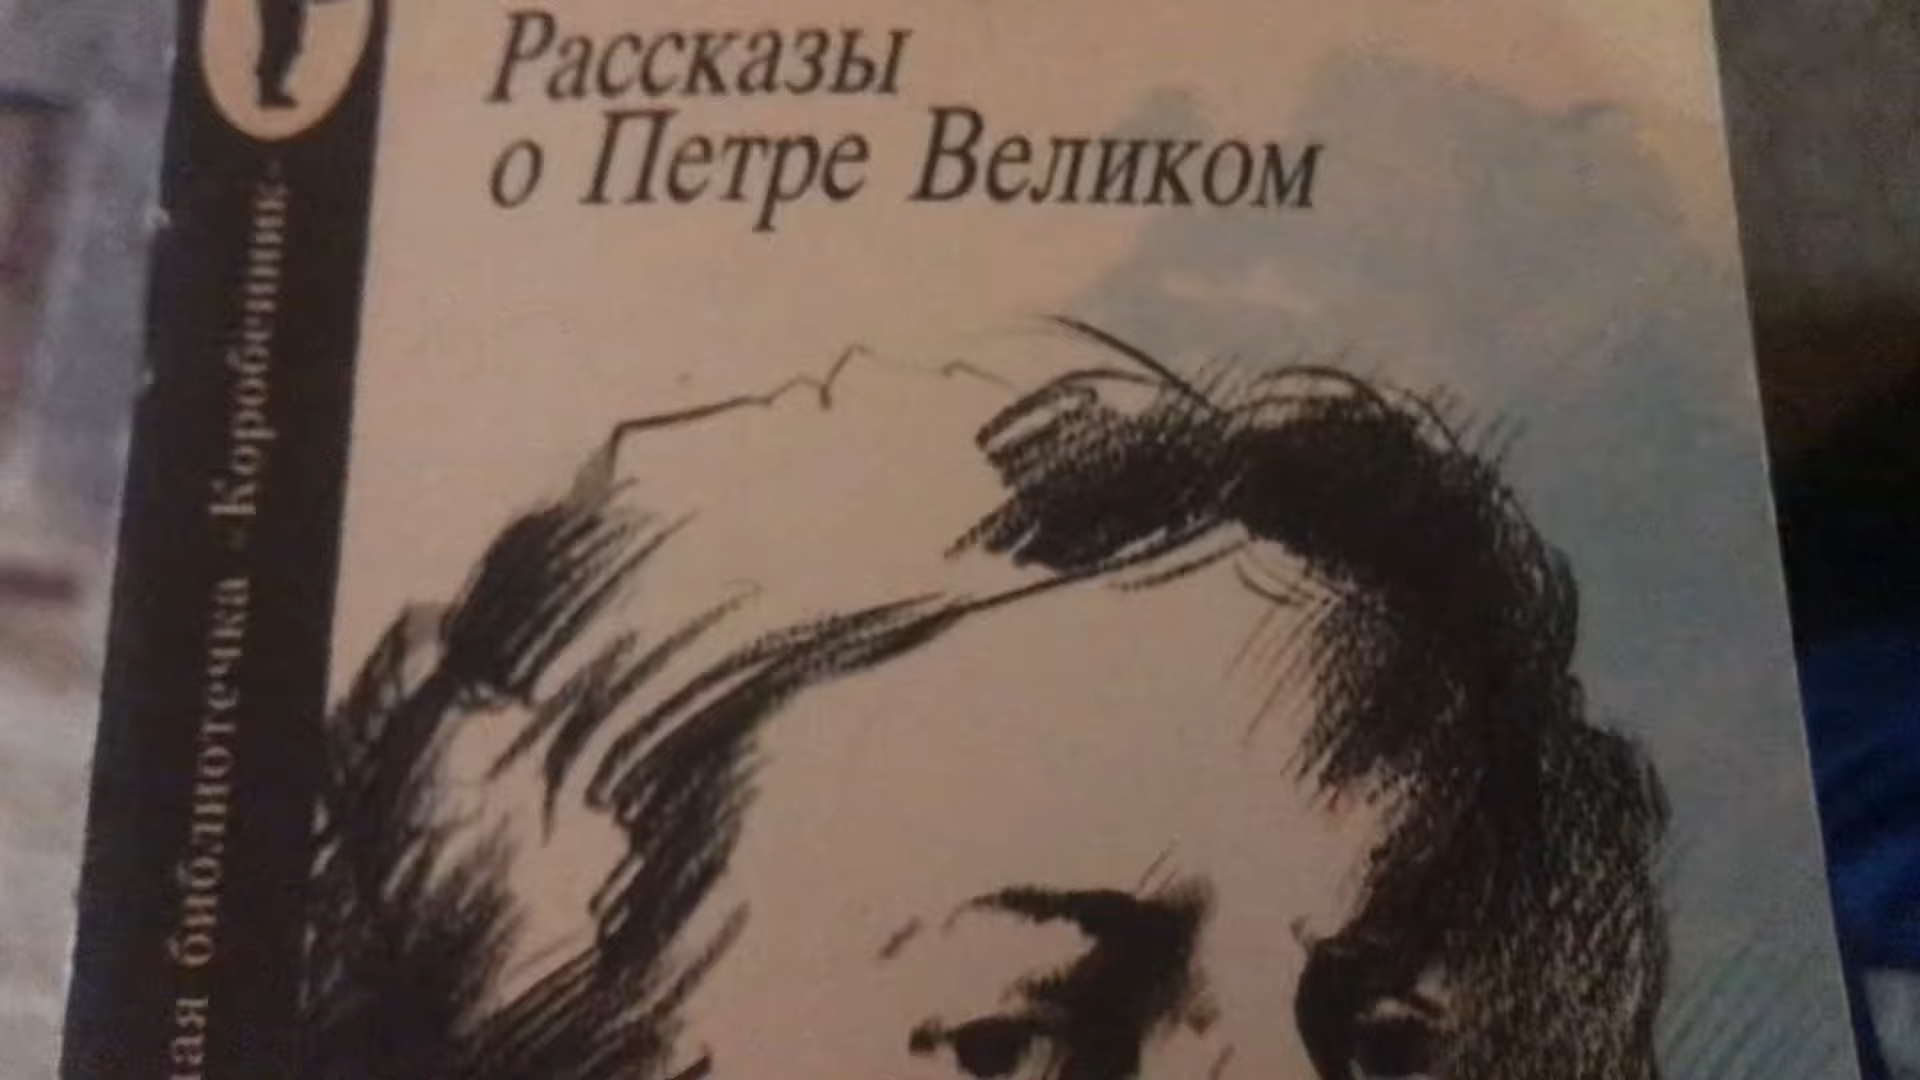 Рассказы
о Петре Великом
библиотечка «Коробейник»